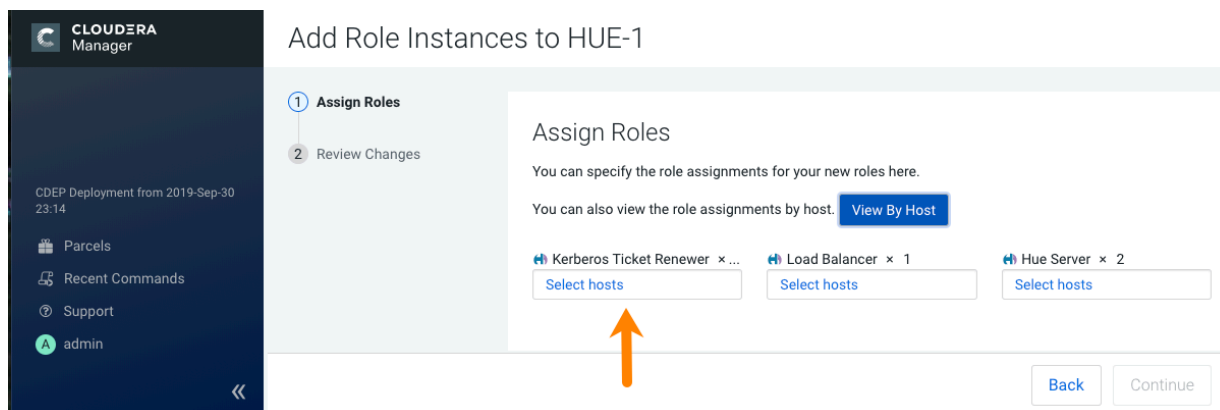 CLOUDΞRA
Manager
Add Role Instances to HUE-1
1 Assign Roles
2 Review Changes
Assign Roles
You can specify the role assignments for your new roles here.
You can also view the role assignments by host. View By Host
Kerberos Ticket Renewer × ...
Select hosts
Load Balancer × 1
Select hosts
Hue Server × 2
Select hosts
CDEP Deployment from 2019-Sep-30
23:14
Parcels
Recent Commands
Support
A admin
Back
Continue